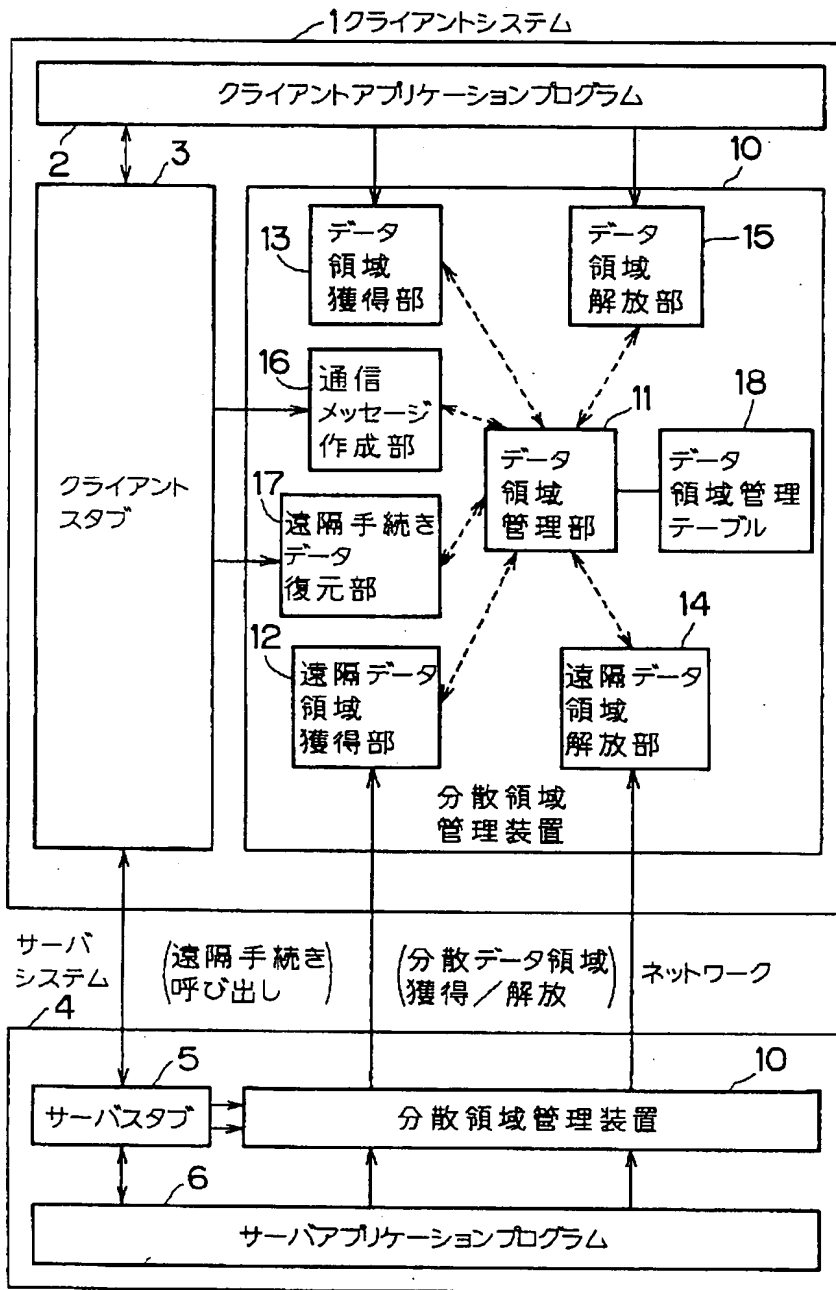 1クライアントシステム
クライアントアプリケーションプログラム
2
3
10
13
データ
領域
獲得部
データ
領域
解放部
15
16
通信
メッセージ
作成部
11
データ
領域
管理部
18
データ
領域管理
テーブル
クライアント
スタブ
17
遠隔手続き
データ
復元部
12
遠隔データ
領域
獲得部
14
遠隔データ
領域
解放部
分散領域
管理装置
サーバ
システム
4
(遠隔手続き
呼び出し)
(分散データ領域
獲得/解放)
ネットワーク
5
サーバスタブ
10
分散領域管理装置
6
サーバアプリケーションプログラム